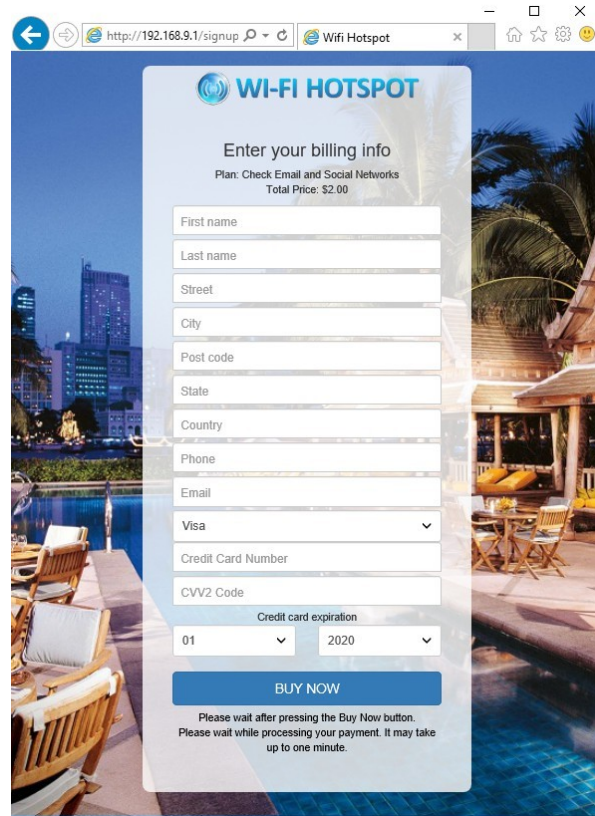 http://192.168.9.1/signup
Wifi Hotspot
WI-FI HOTSPOT
Enter your billing info
Plan: Check Email and Social Networks
Total Price: $2.00
First name
Last name
Street
City
Post code
State
Country
Phone
Email
Visa
Credit Card Number
CVV2 Code
Credit card expiration
01 2020
BUY NOW
Please wait after pressing the Buy Now button.
Please wait while processing your payment. It may take
up to one minute.